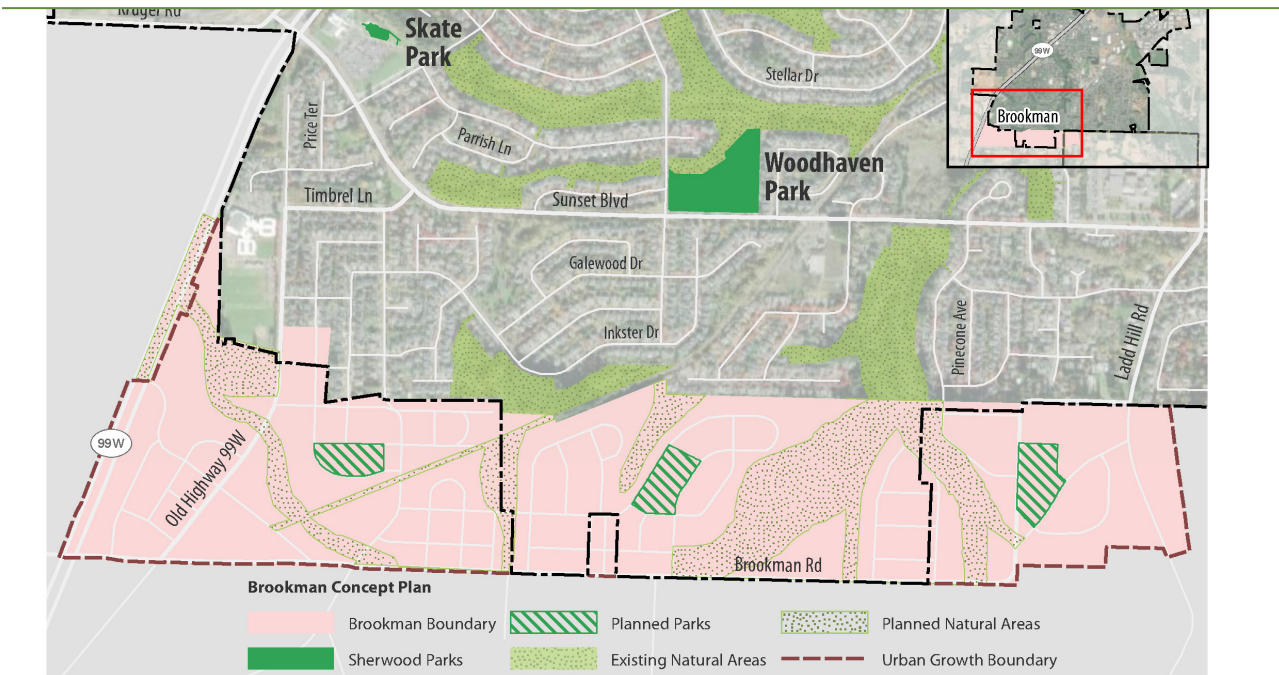 Kruger Rd
Skate
Park
99W
Stellar Dr
Brookman
Price Ter
Parrish Ln
Woodhaven
Park
Timbrel Ln
Sunset Blvd
Galewood Dr
Inkster Dr
Pinecone Ave
Ladd Hill Rd
99W
Old Highway 99W
Brookman Rd
Brookman Concept Plan
Brookman Boundary
Planned Parks
Planned Natural Areas
Sherwood Parks
Existing Natural Areas
Urban Growth Boundary